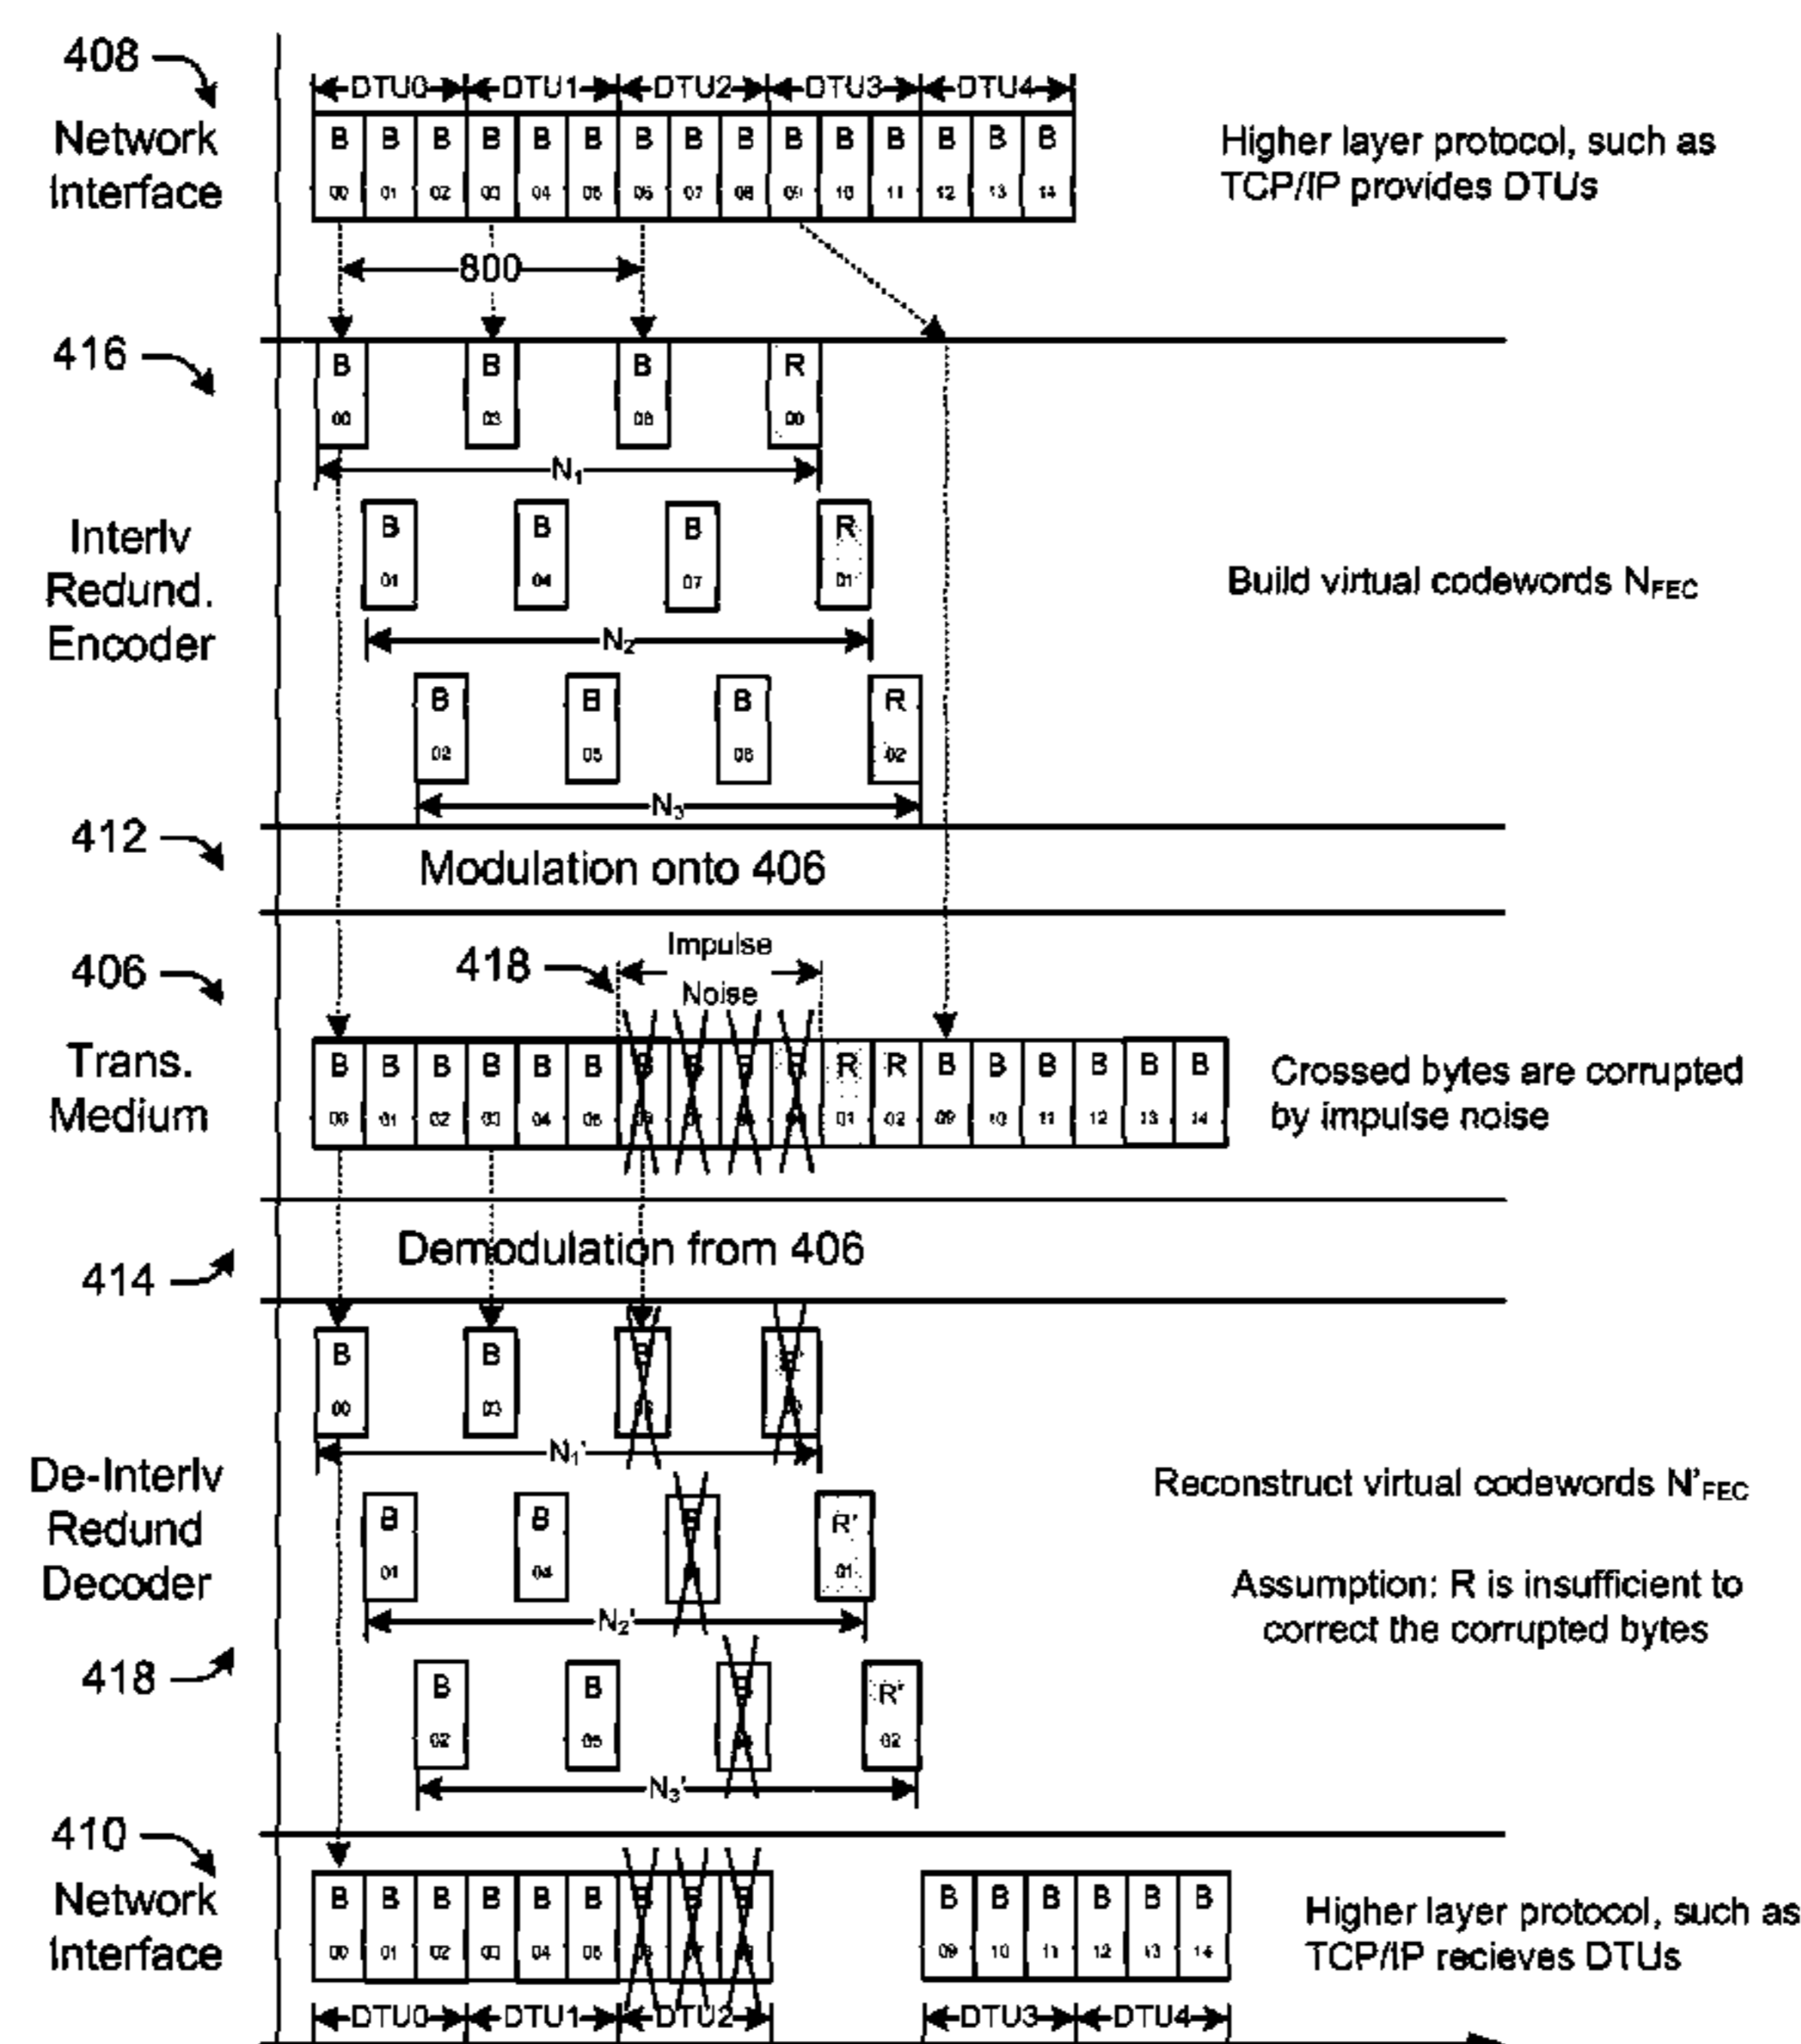 408
Network
Interface
DTU0 DTU1 DTU2 DTU3 DTU4
B B B B B B B B B B B B B B B
00 01 02 03 04 05 06 07 08 09 10 11 12 13 14
Higher layer protocol, such as
TCP/IP provides DTUs
800
416
B B B R
00 03 06 00
N1
Interlv
Redund.
Encoder
B B B R
01 04 07 01
N2
Build virtual codewords NFEC
B B B R
02 05 08 02
N3
412
Modulation onto 406
406
Trans.
Medium
418
Impulse
Noise
B B B B B B R R B B B B B B
00 01 02 03 04 05 01 02 09 10 11 12 13 14
Crossed bytes are corrupted
by impulse noise
414
Demodulation from 406
B B
00 03
N1'
De-Interlv
Redund
Decoder
B B R'
01 04 01
N2'
Reconstruct virtual codewords N'FEC
Assumption: R is insufficient to
correct the corrupted bytes
418
B B R'
02 05 02
N3'
410
Network
Interface
B B B B B B B B B B B B
00 01 02 03 04 05 09 10 11 12 13 14
Higher layer protocol, such as
TCP/IP recieves DTUs
DTU0 DTU1 DTU2 DTU3 DTU4